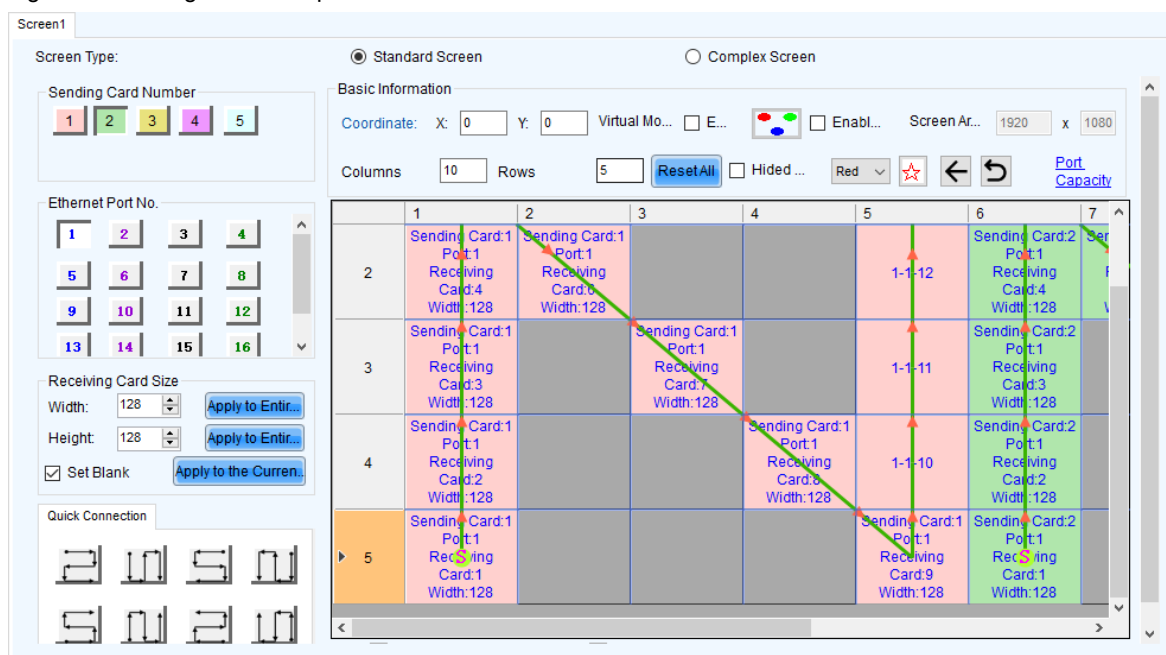 Screen1
Screen Type:
Standard Screen
Complex Screen
Sending Card Number
1 2 3 4 5
Basic Information
Coordinate: X: 0 Y: 0 Virtual Mo... E... Enabl... Screen Ar... 1920 x 1080
Columns 10 Rows 5 Reset All Hided ... Red Port
Capacity
Ethernet Port No.
1 2 3 4
5 6 7 8
9 10 11 12
13 14 15 16
Receiving Card Size
Width: 128 Apply to Entir...
Height: 128 Apply to Entir...
Set Blank Apply to the Curren...
Quick Connection
1 2 3 4 5 6 7
2
Sending Card:1
Port:1
Receiving
Card:4
Width:128
Sending Card:1
Port:1
Receiving
Card:6
Width:128
1-1-12
Sending Card:2
Port:1
Receiving
Card:4
Width:128
Ser
3
Sending Card:1
Port:1
Receiving
Card:3
Width:128
Sending Card:1
Port:1
Receiving
Card:7
Width:128
1-1-11
Sending Card:2
Port:1
Receiving
Card:3
Width:128
4
Sending Card:1
Port:1
Receiving
Card:2
Width:128
Sending Card:1
Port:1
Receiving
Card:8
Width:128
1-1-10
Sending Card:2
Port:1
Receiving
Card:2
Width:128
5
Sending Card:1
Port:1
Receiving
Card:1
Width:128
S
Sending Card:1
Port:1
Receiving
Card:9
Width:128
Sending Card:2
Port:1
Receiving
Card:1
Width:128
S